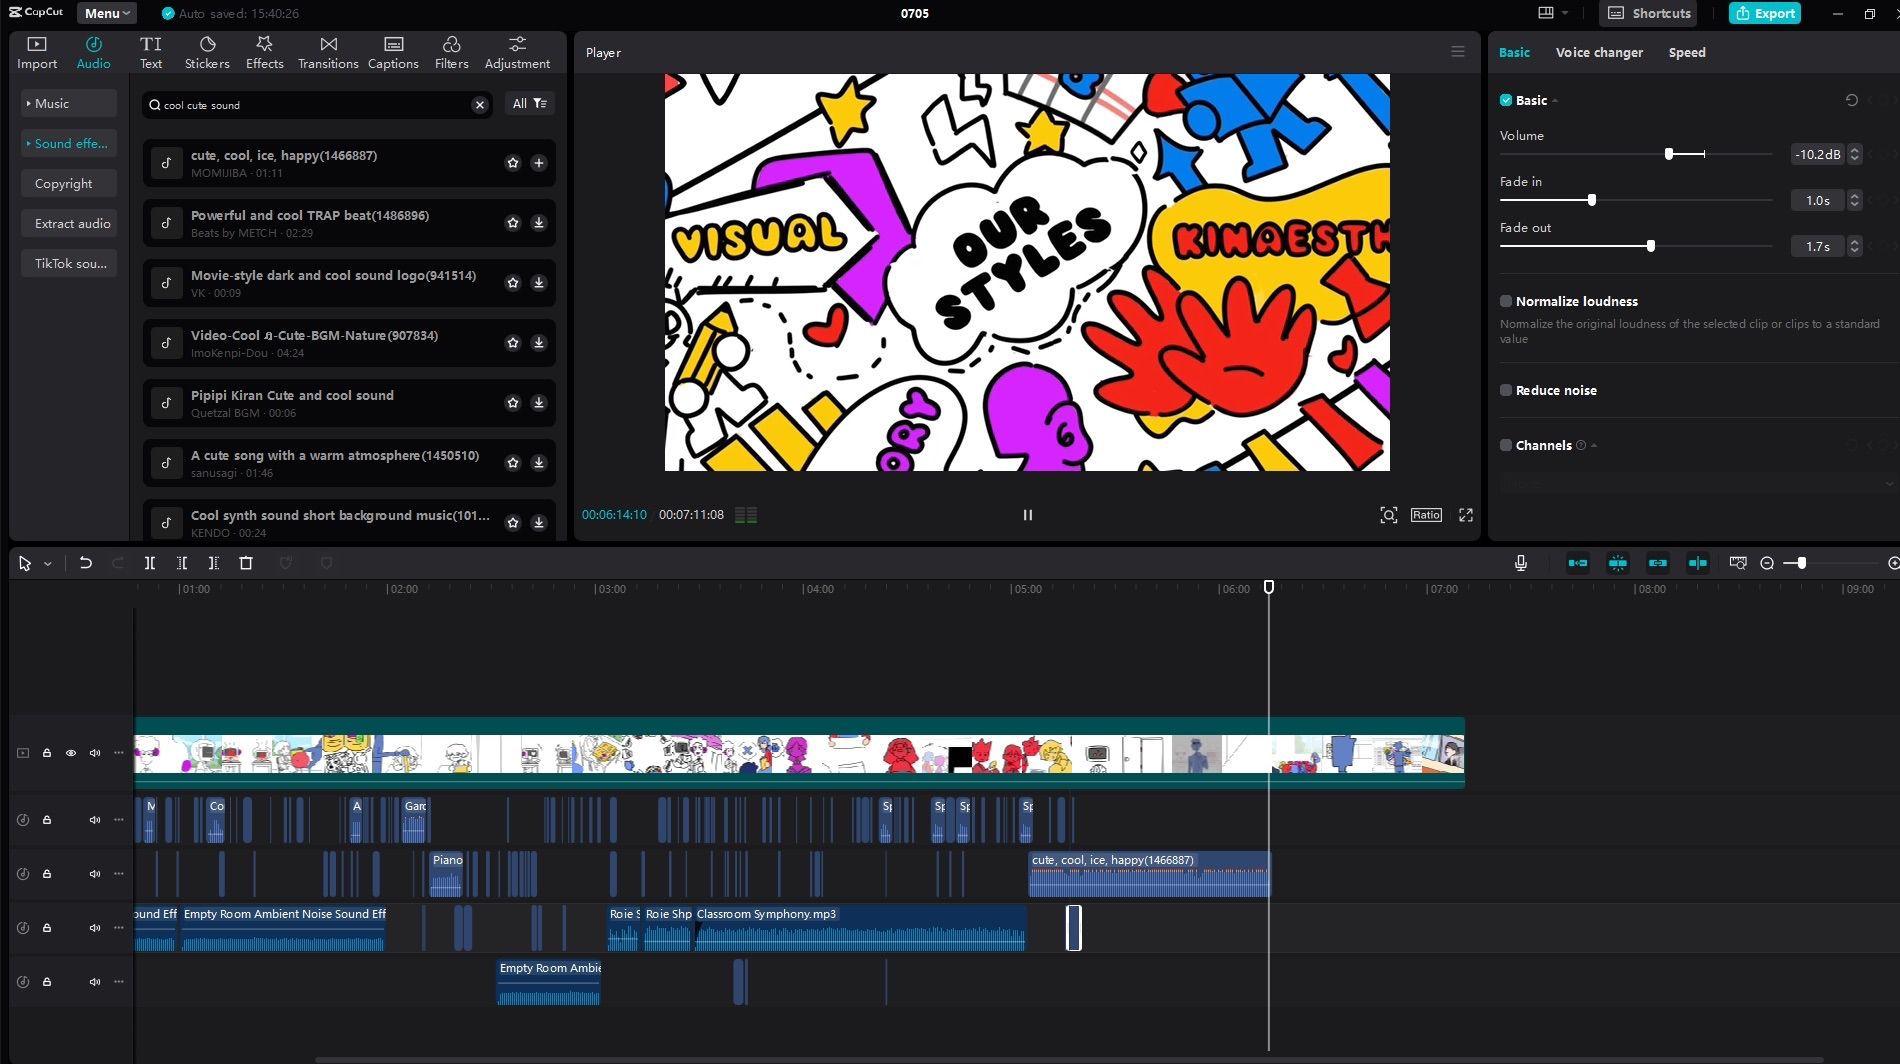 CapCut
Menu
Auto saved: 15:40:26
0705
Shortcuts
Export
Import
Audio
TI
Text
Stickers
Effects
Transitions
Captions
Filters
Adjustment
Music
Sound effe...
Copyright
Extract audio
TikTok sou...
cool cute sound
All
cute, cool, ice, happy(1466887)
MOMIJIBA · 01:11
Powerful and cool TRAP beat(1486896)
Beats by METCH · 02:29
Movie-style dark and cool sound logo(941514)
VK · 00:09
ImoKenpi-Dou · 04:24
Pipipi Kiran Cute and cool sound
Quetzal BGM · 00:06
A cute song with a warm atmosphere(1450510)
sanusagi · 01:46
Cool synth sound short background music(101...
KENDO · 00:24
Player
VISUAL
OUR
STYLES
KINAESTH
ORY
00:06:14:10
00:07:11:08
Ratio
Basic
Voice changer
Speed
Basic
Volume
-10.2dB
Fade in
1.0s
Fade out
1.7s
Normalize loudness
Normalize the original loudness of the selected clip or clips to a standard
value
Reduce noise
Channels
01:00
02:00
03:00
04:00
05:00
06:00
07:00
08:00
09:00
M
Co
A
Garc
Sp
Sp
Sp
Sp
Piano
cute, cool, ice, happy(1466887)
ound Eff
Empty Room Ambient Noise Sound Eff
Roie S
Roie Shp
Classroom Symphony.mp3
Empty Room Ambie